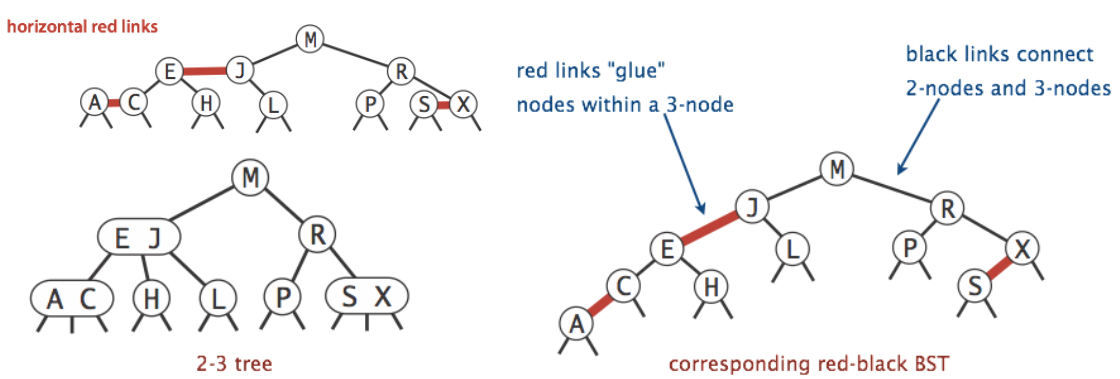 horizontal red links
M
E J R
A C H L P S X
M
E J R
A C H L P S X
2-3 tree
red links "glue"
nodes within a 3-node
black links connect
2-nodes and 3-nodes
M
J R
E L P X
C H S
A
corresponding red-black BST